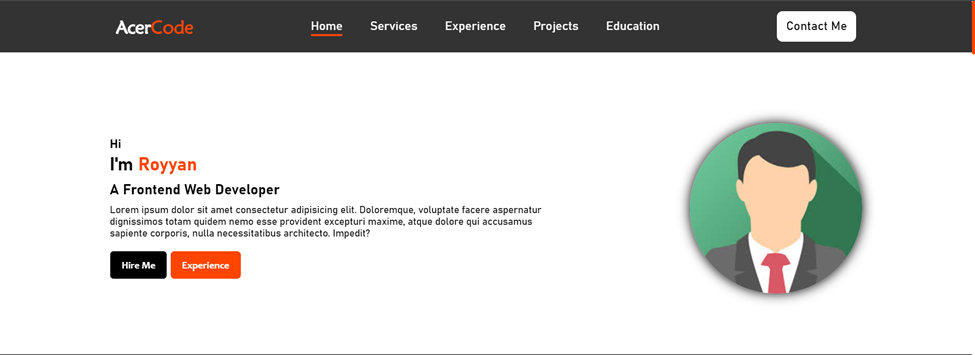 AcerCode
Home Services Experience Projects Education
Contact Me
Hi
I'm Royyan
A Frontend Web Developer
Lorem ipsum dolor sit amet consectetur adipisicing elit. Doloremque, voluptate facere aspernatur
dignissimos totam quidem nemo esse provident excepturi maxime, atque dolore qui accusamus
sapiente corporis, nulla necessitatibus architecto. Impedit?
Hire Me Experience